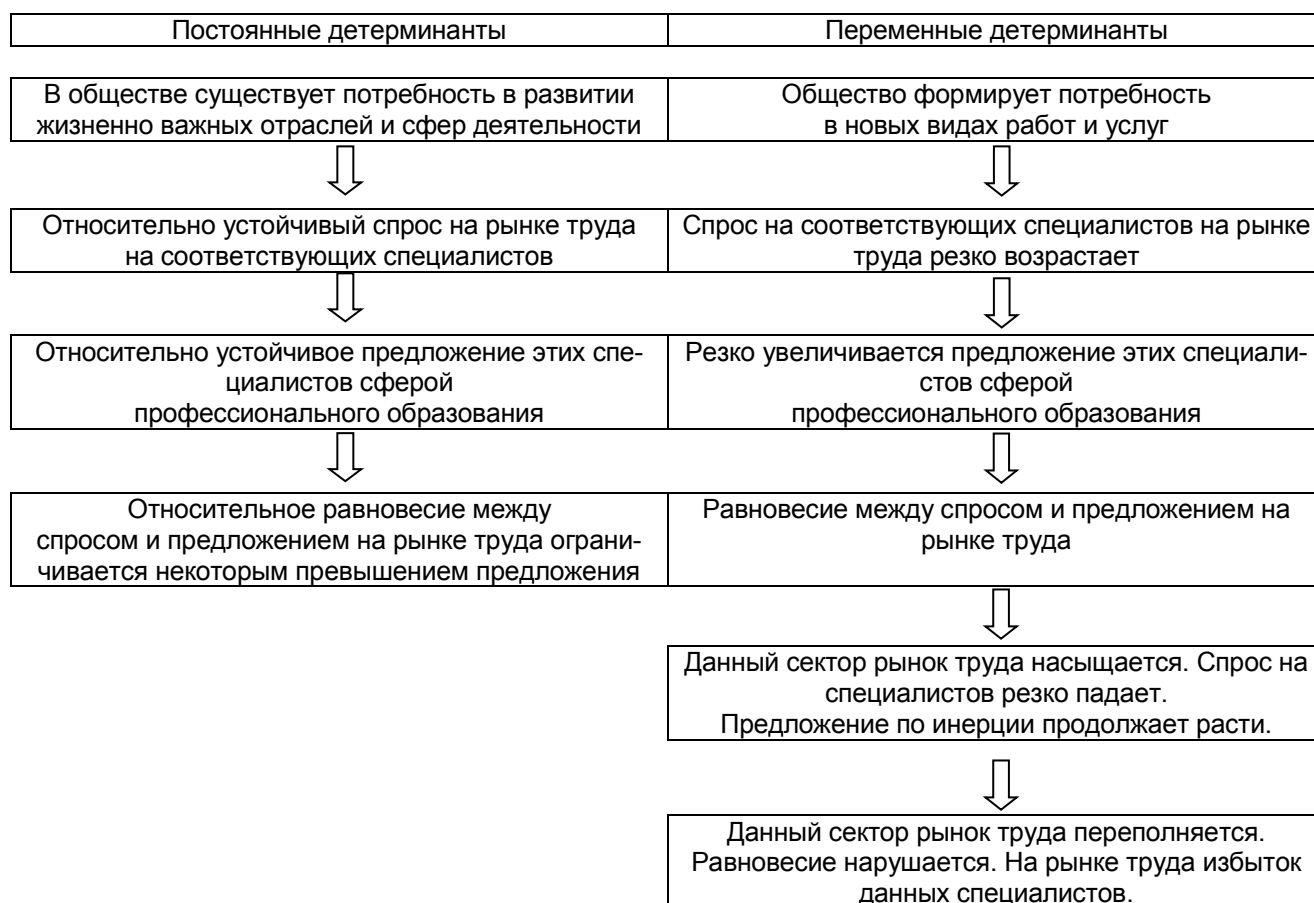 Постоянные детерминанты
Переменные детерминанты
В обществе существует потребность в развитии
жизненно важных отраслей и сфер деятельности
Общество формирует потребность
в новых видах работ и услуг
Относительно устойчивый спрос на рынке труда
на соответствующих специалистов
Спрос на соответствующих специалистов на рынке
труда резко возрастает
Относительно устойчивое предложение этих спе-
циалистов сферой
профессионального образования
Резко увеличивается предложение этих специали-
стов сферой
профессионального образования
Относительное равновесие между
спросом и предложением на рынке труда ограни-
чивается некоторым превышением предложения
Равновесие между спросом и предложением на
рынке труда
Данный сектор рынок труда насыщается. Спрос на
специалистов резко падает.
Предложение по инерции продолжает расти.
Данный сектор рынок труда переполняется.
Равновесие нарушается. На рынке труда избыток
данных специалистов.